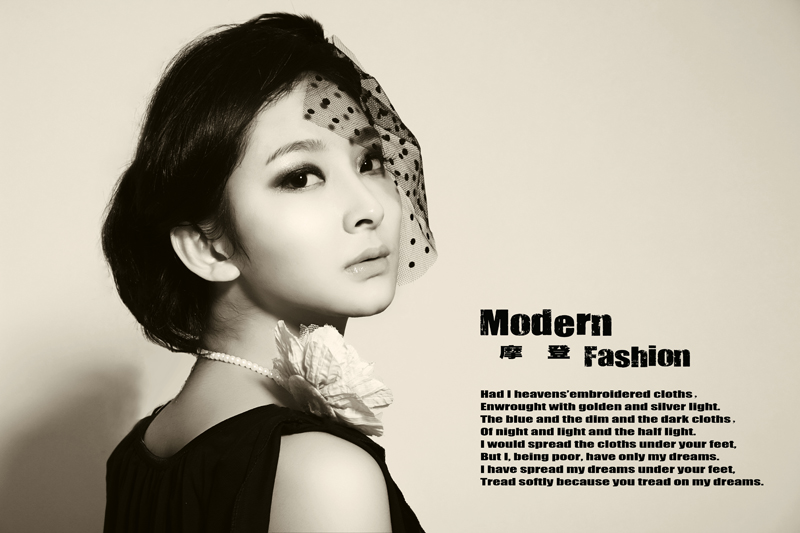 Modern
摩 登 Fashion
Had I heavens'embroidered cloths.
Enwrought with golden and silver light.
The blue and the dim and the dark cloths.
Of night and light and the half light.
I would spread the cloths under your feet,
But I, being poor, have only my dreams.
I have spread my dreams under your feet,
Tread softly because you tread on my dreams.